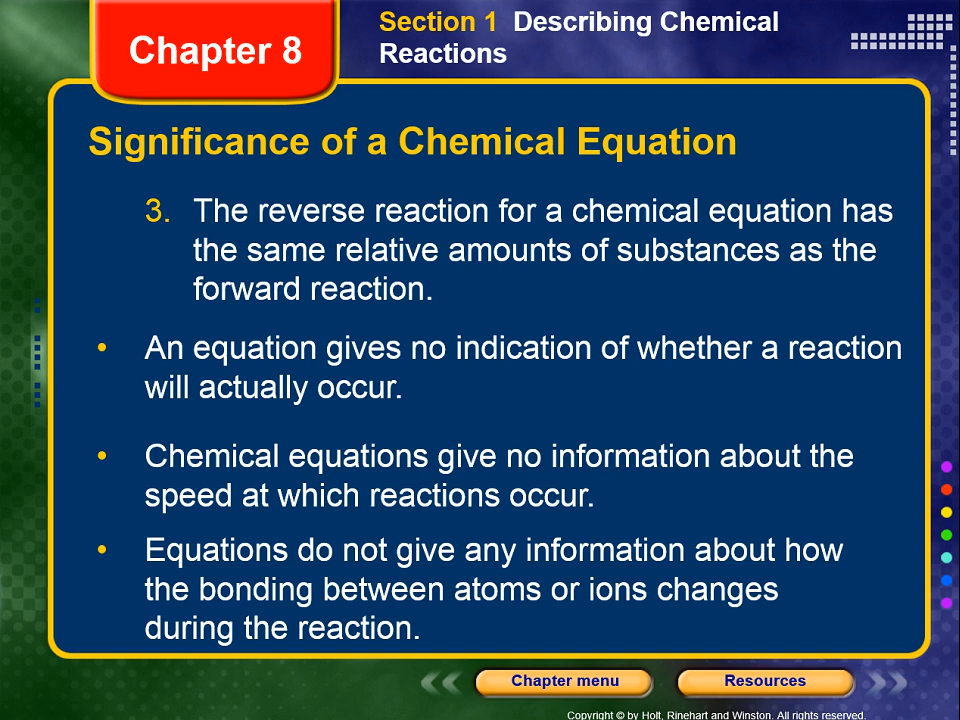 Chapter 8
Section 1 Describing Chemical
Reactions
Significance of a Chemical Equation
3. The reverse reaction for a chemical equation has
the same relative amounts of substances as the
forward reaction.
• An equation gives no indication of whether a reaction
will actually occur.
• Chemical equations give no information about the
speed at which reactions occur.
• Equations do not give any information about how
the bonding between atoms or ions changes
during the reaction.
Chapter menu
Resources
Copyright © by Holt, Rinehart and Winston. All rights reserved.